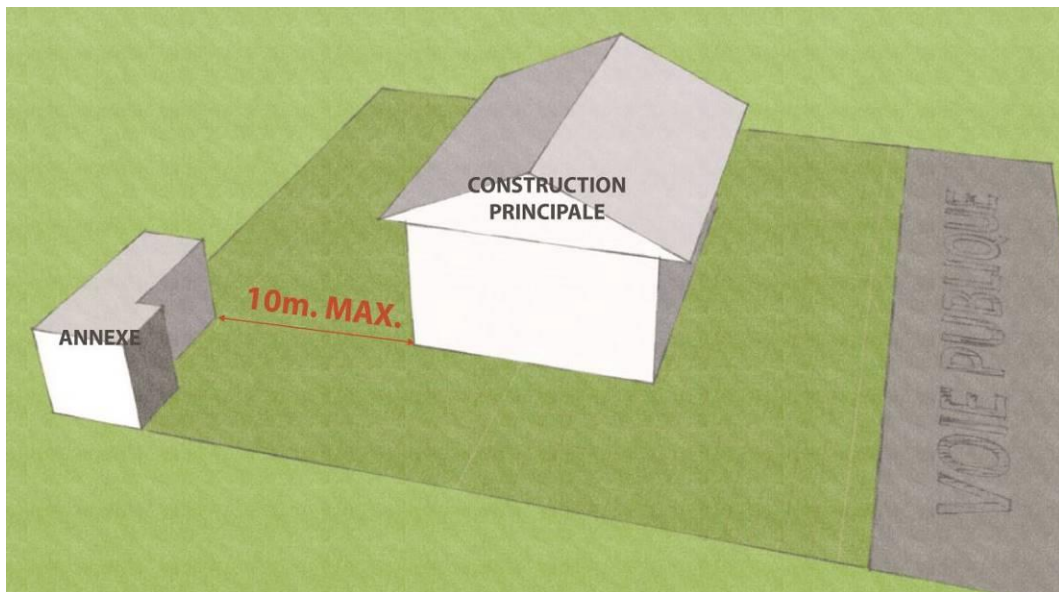 CONSTRUCTION
PRINCIPALE
10m. MAX.
ANNEXE
VOIE PUBLIQUE